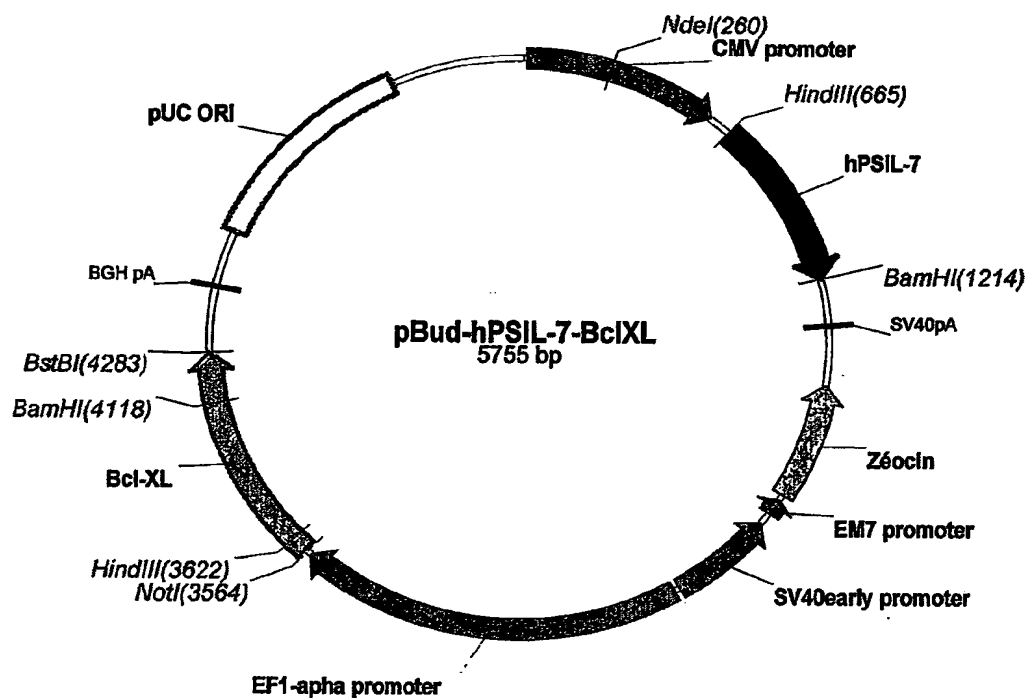 NdeI(260)
CMV promoter
HindIII(665)
pUC ORI
hPSIL-7
BGH pA
BamHI(1214)
pBud-hPSIL-7-BclXL
5755 bp
SV40pA
BstBI(4283)
BamHI(4118)
Bcl-XL
Zéocin
EM7 promoter
HindIII(3622)
NotI(3564)
SV40early promoter
EF1-apha promoter